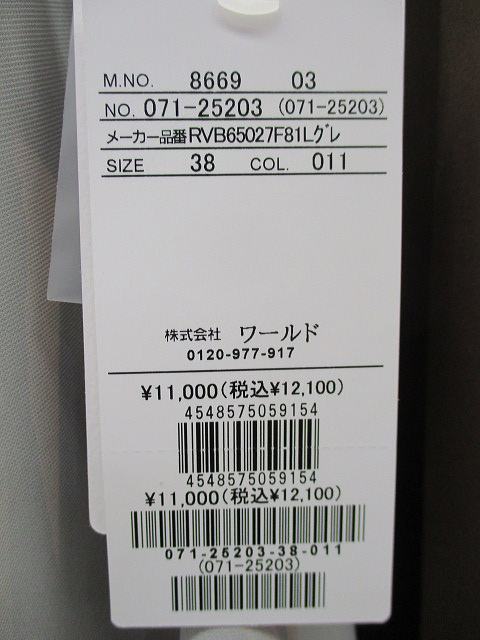 M.NO. 8669 03
NO. 071-25203 (071-25203)
メーカー品番RVB65027F81Lグレ
SIZE 38 COL. 011
株式会社 ワールド
0120-977-917
¥11,000(税込¥12,100)
4548575059154
4548575059154
¥11,000(税込¥12,100)
071-25203-38-011
(071-25203)